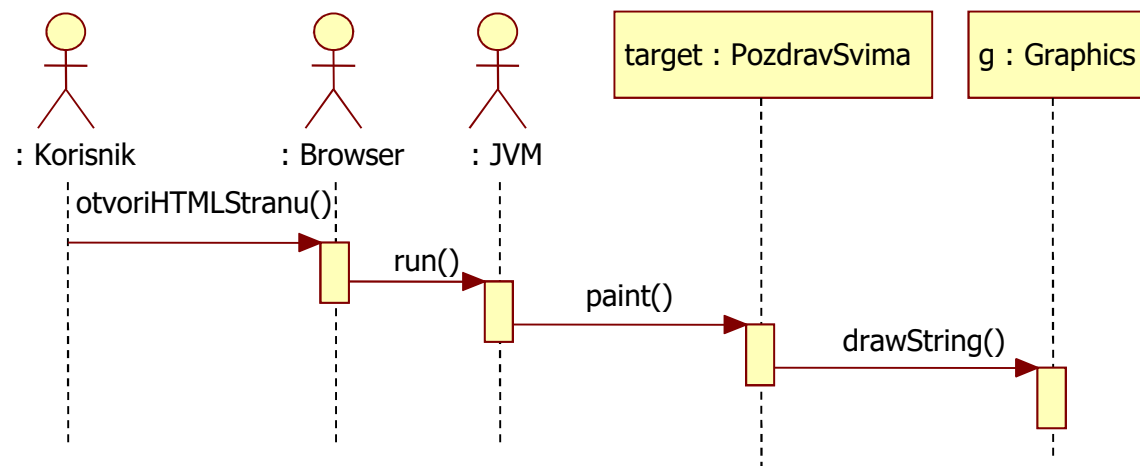 target : PozdravSvima
g : Graphics
: Korisnik
: Browser
: JVM
otvoriHTMLStranu()
run()
paint()
drawString()